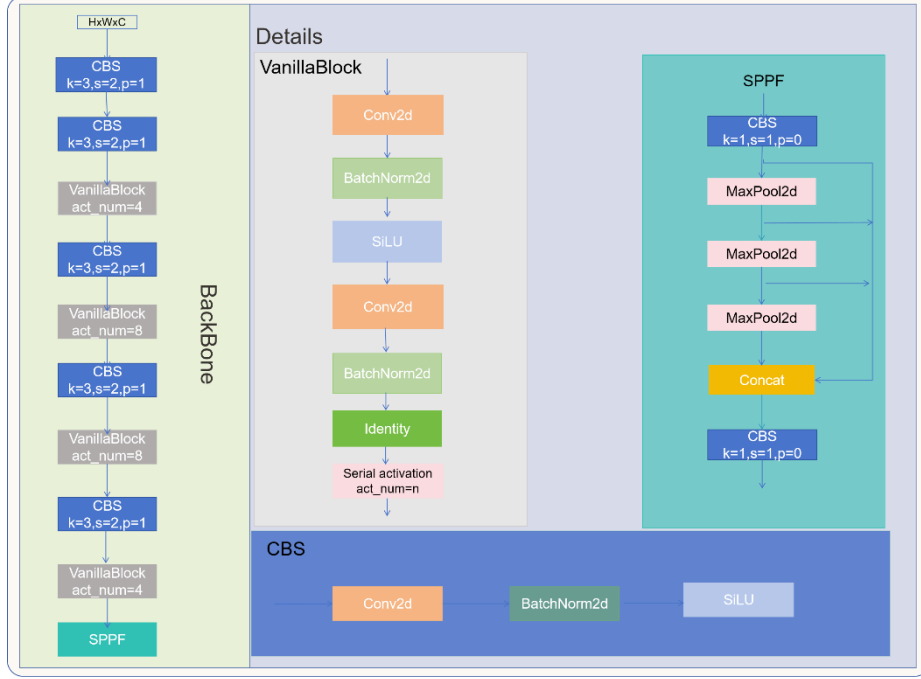 HxWxC
CBS
k=3,s=2,p=1
CBS
k=3,s=2,p=1
VanillaBlock
act_num=4
CBS
k=3,s=2,p=1
VanillaBlock
act_num=8
CBS
k=3,s=2,p=1
VanillaBlock
act_num=8
CBS
k=3,s=2,p=1
VanillaBlock
act_num=4
SPPF
BackBone
Details
VanillaBlock
Conv2d
BatchNorm2d
SiLU
Conv2d
BatchNorm2d
Identity
Serial activation
act_num=n
SPPF
CBS
k=1,s=1,p=0
MaxPool2d
MaxPool2d
MaxPool2d
Concat
CBS
k=1,s=1,p=0
CBS
Conv2d
BatchNorm2d
SiLU